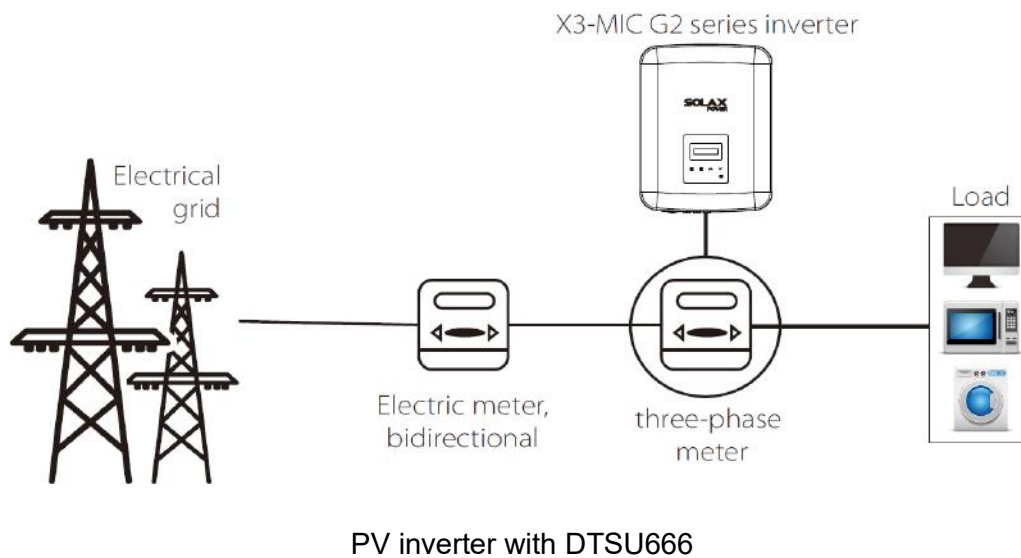 X3-MIC G2 series inverter
SOLAX
POWER
Electrical
grid
Load
Electric meter,
bidirectional
three-phase
meter
PV inverter with DTSU666